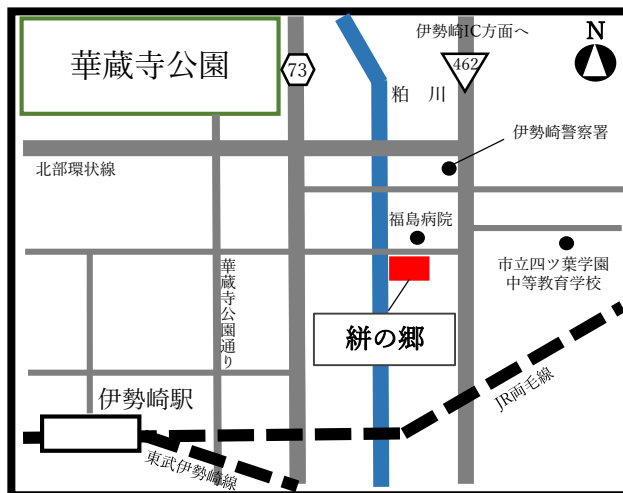 伊勢崎IC方面へ
N
華蔵寺公園
73
462
粕 川
伊勢崎警察署
北部環状線
福島病院
華蔵寺公園通り
市立四ツ葉学園
中等教育学校
絣の郷
JR両毛線
伊勢崎駅
東武伊勢崎線